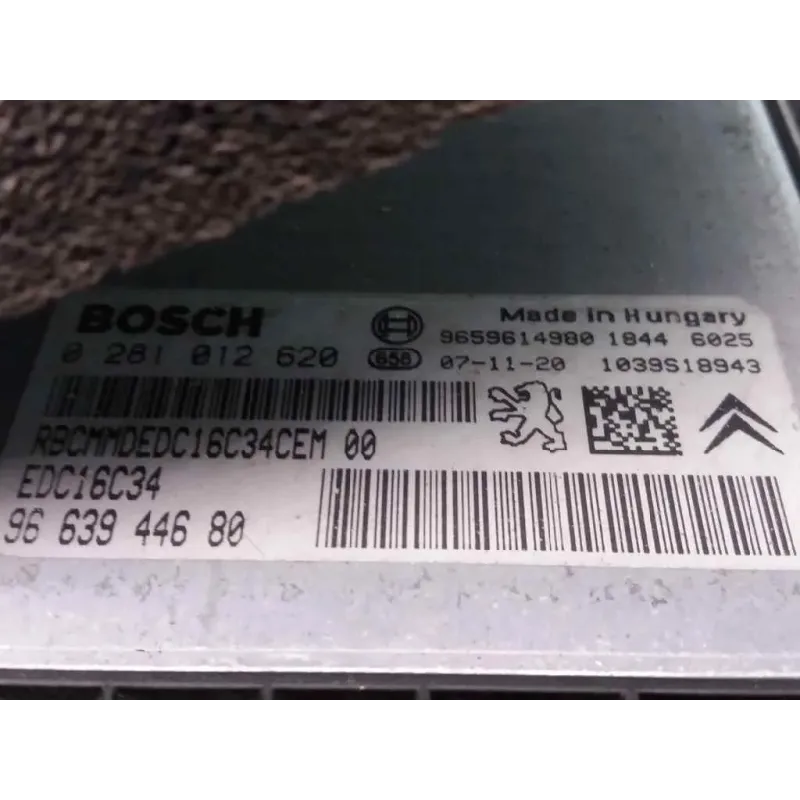 BOSCH
Made in Hungary
9659614980 1844 6025
0 281 012 620 656 07-11-20 1039S18943
RBCMMDEDC16C34CEM 00
EDC16C34
96 639 446 80